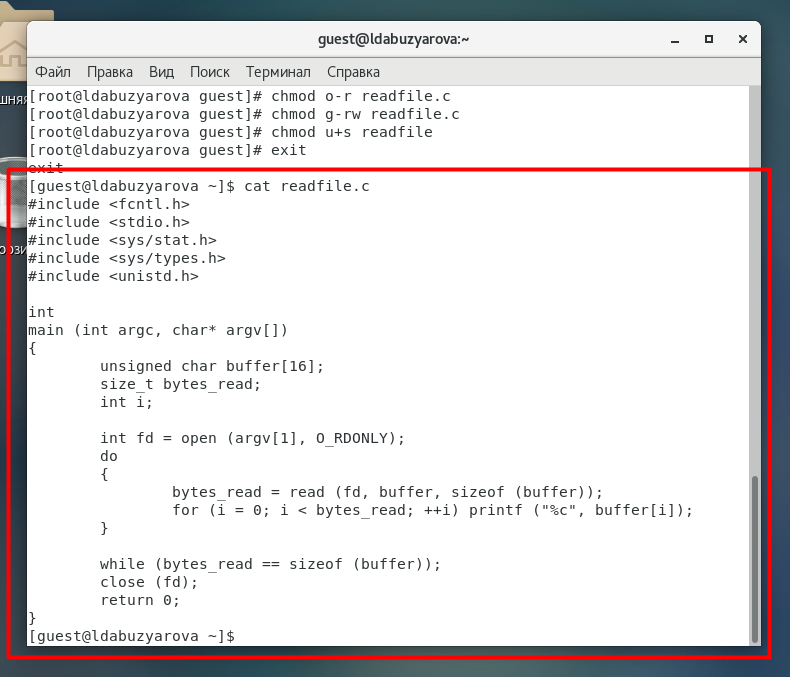 guest@ldabuzyarova:~
Файл Правка Вид Поиск Терминал Справка
[root@ldabuzyarova guest]# chmod o-r readfile.c
[root@ldabuzyarova guest]# chmod g-rw readfile.c
[root@ldabuzyarova guest]# chmod u+s readfile
[root@ldabuzyarova guest]# exit
exit
[guest@ldabuzyarova ~]$ cat readfile.c
#include <fcntl.h>
#include <stdio.h>
#include <sys/stat.h>
#include <sys/types.h>
#include <unistd.h>

int
main (int argc, char* argv[])
{
        unsigned char buffer[16];
        size_t bytes_read;
        int i;

        int fd = open (argv[1], O_RDONLY);
        do
        {
                bytes_read = read (fd, buffer, sizeof (buffer));
                for (i = 0; i < bytes_read; ++i) printf ("%c", buffer[i]);
        }

        while (bytes_read == sizeof (buffer));
        close (fd);
        return 0;
}
[guest@ldabuzyarova ~]$